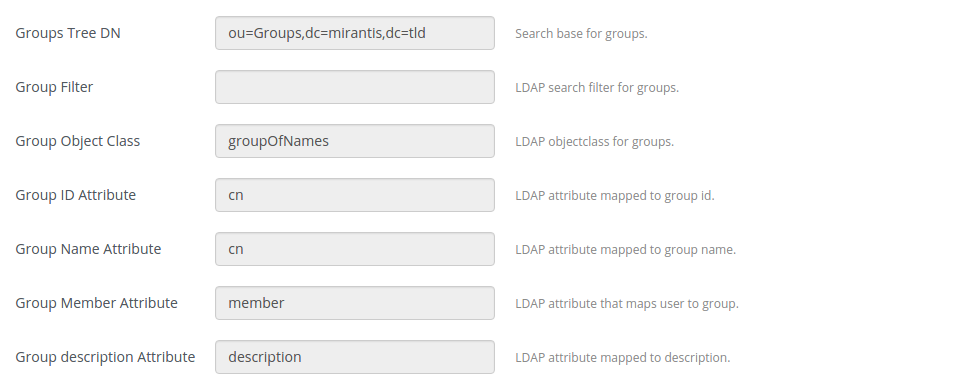 Groups Tree DN ou=Groups,dc=mirantis,dc=tld Search base for groups.
Group Filter LDAP search filter for groups.
Group Object Class groupOfNames LDAP objectclass for groups.
Group ID Attribute cn LDAP attribute mapped to group id.
Group Name Attribute cn LDAP attribute mapped to group name.
Group Member Attribute member LDAP attribute that maps user to group.
Group description Attribute description LDAP attribute mapped to description.